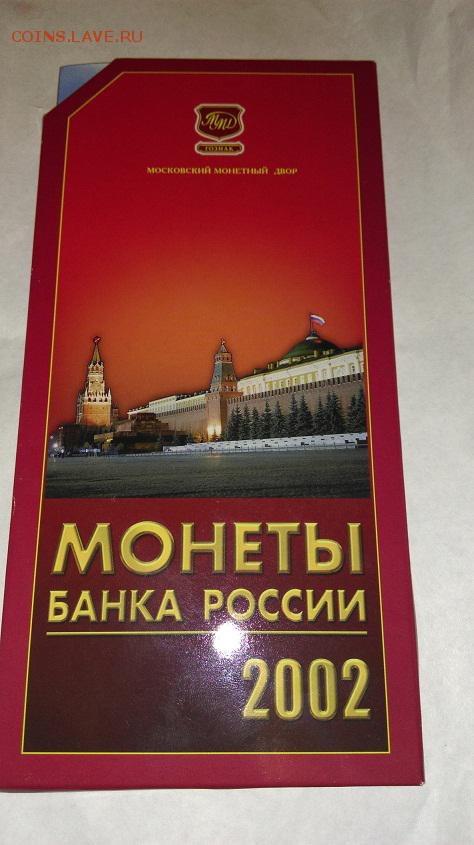 COINS.LAVE.RU
ММД
ГОЗНАК
МОСКОВСКИЙ МОНЕТНЫЙ ДВОР
МОНЕТЫ
БАНКА РОССИИ
2002